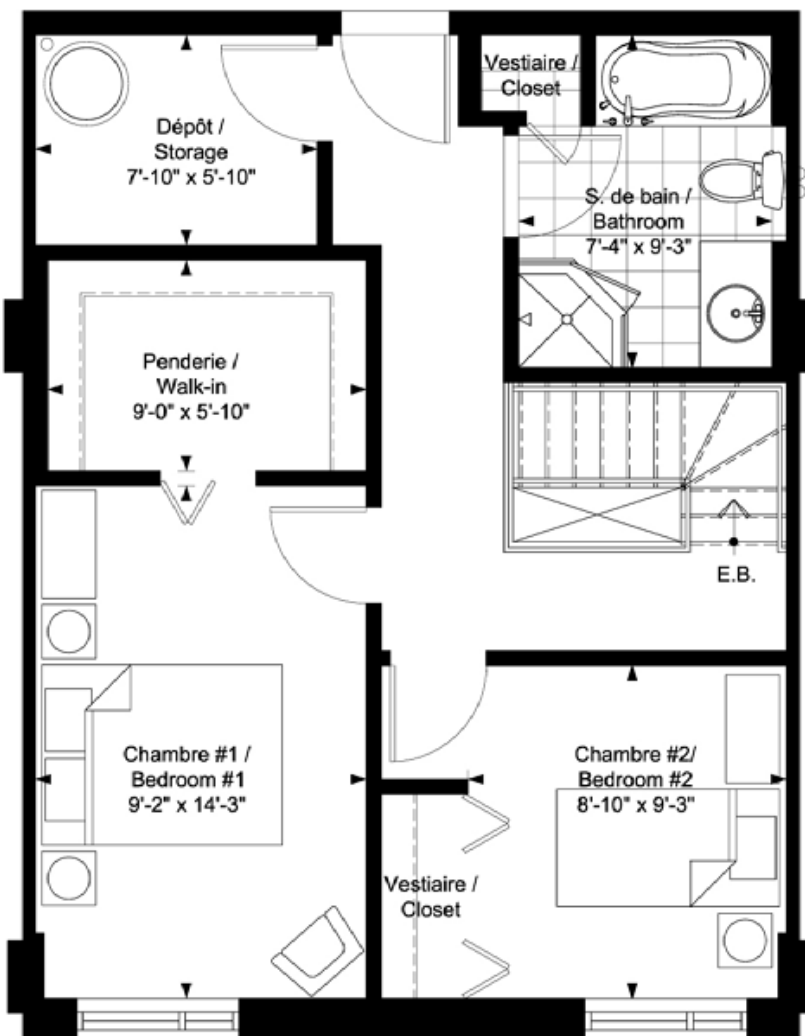 Vestiaire /
Closet
Dépôt /
Storage
7'-10" x 5'-10"
S. de bain /
Bathroom
7'-4" x 9'-3"
Penderie /
Walk-in
9'-0" x 5'-10"
E.B.
Chambre #1 /
Bedroom #1
9'-2" x 14'-3"
Chambre #2/
Bedroom #2
8'-10" x 9'-3"
Vestiaire /
Closet